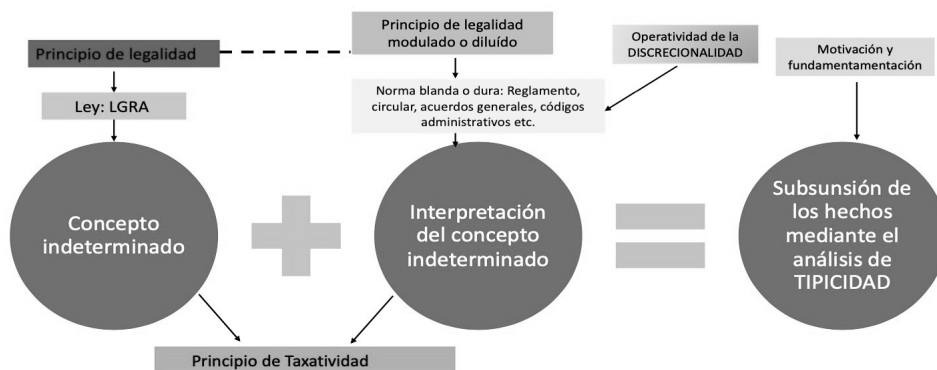 Principio de legalidad
Ley: LGRA
Concepto
indeterminado
Principio de legalidad
modulado o diluído
Norma blanda o dura: Reglamento,
circular, acuerdos generales, códigos
administrativos etc.
Interpretación
del concepto
indeterminado
Operatividad de la
DISCRECIONALIDAD
Motivación y
fundamentamentación
Subsunsión de
los hechos
mediante el
análisis de
TIPICIDAD
Principio de Taxatividad